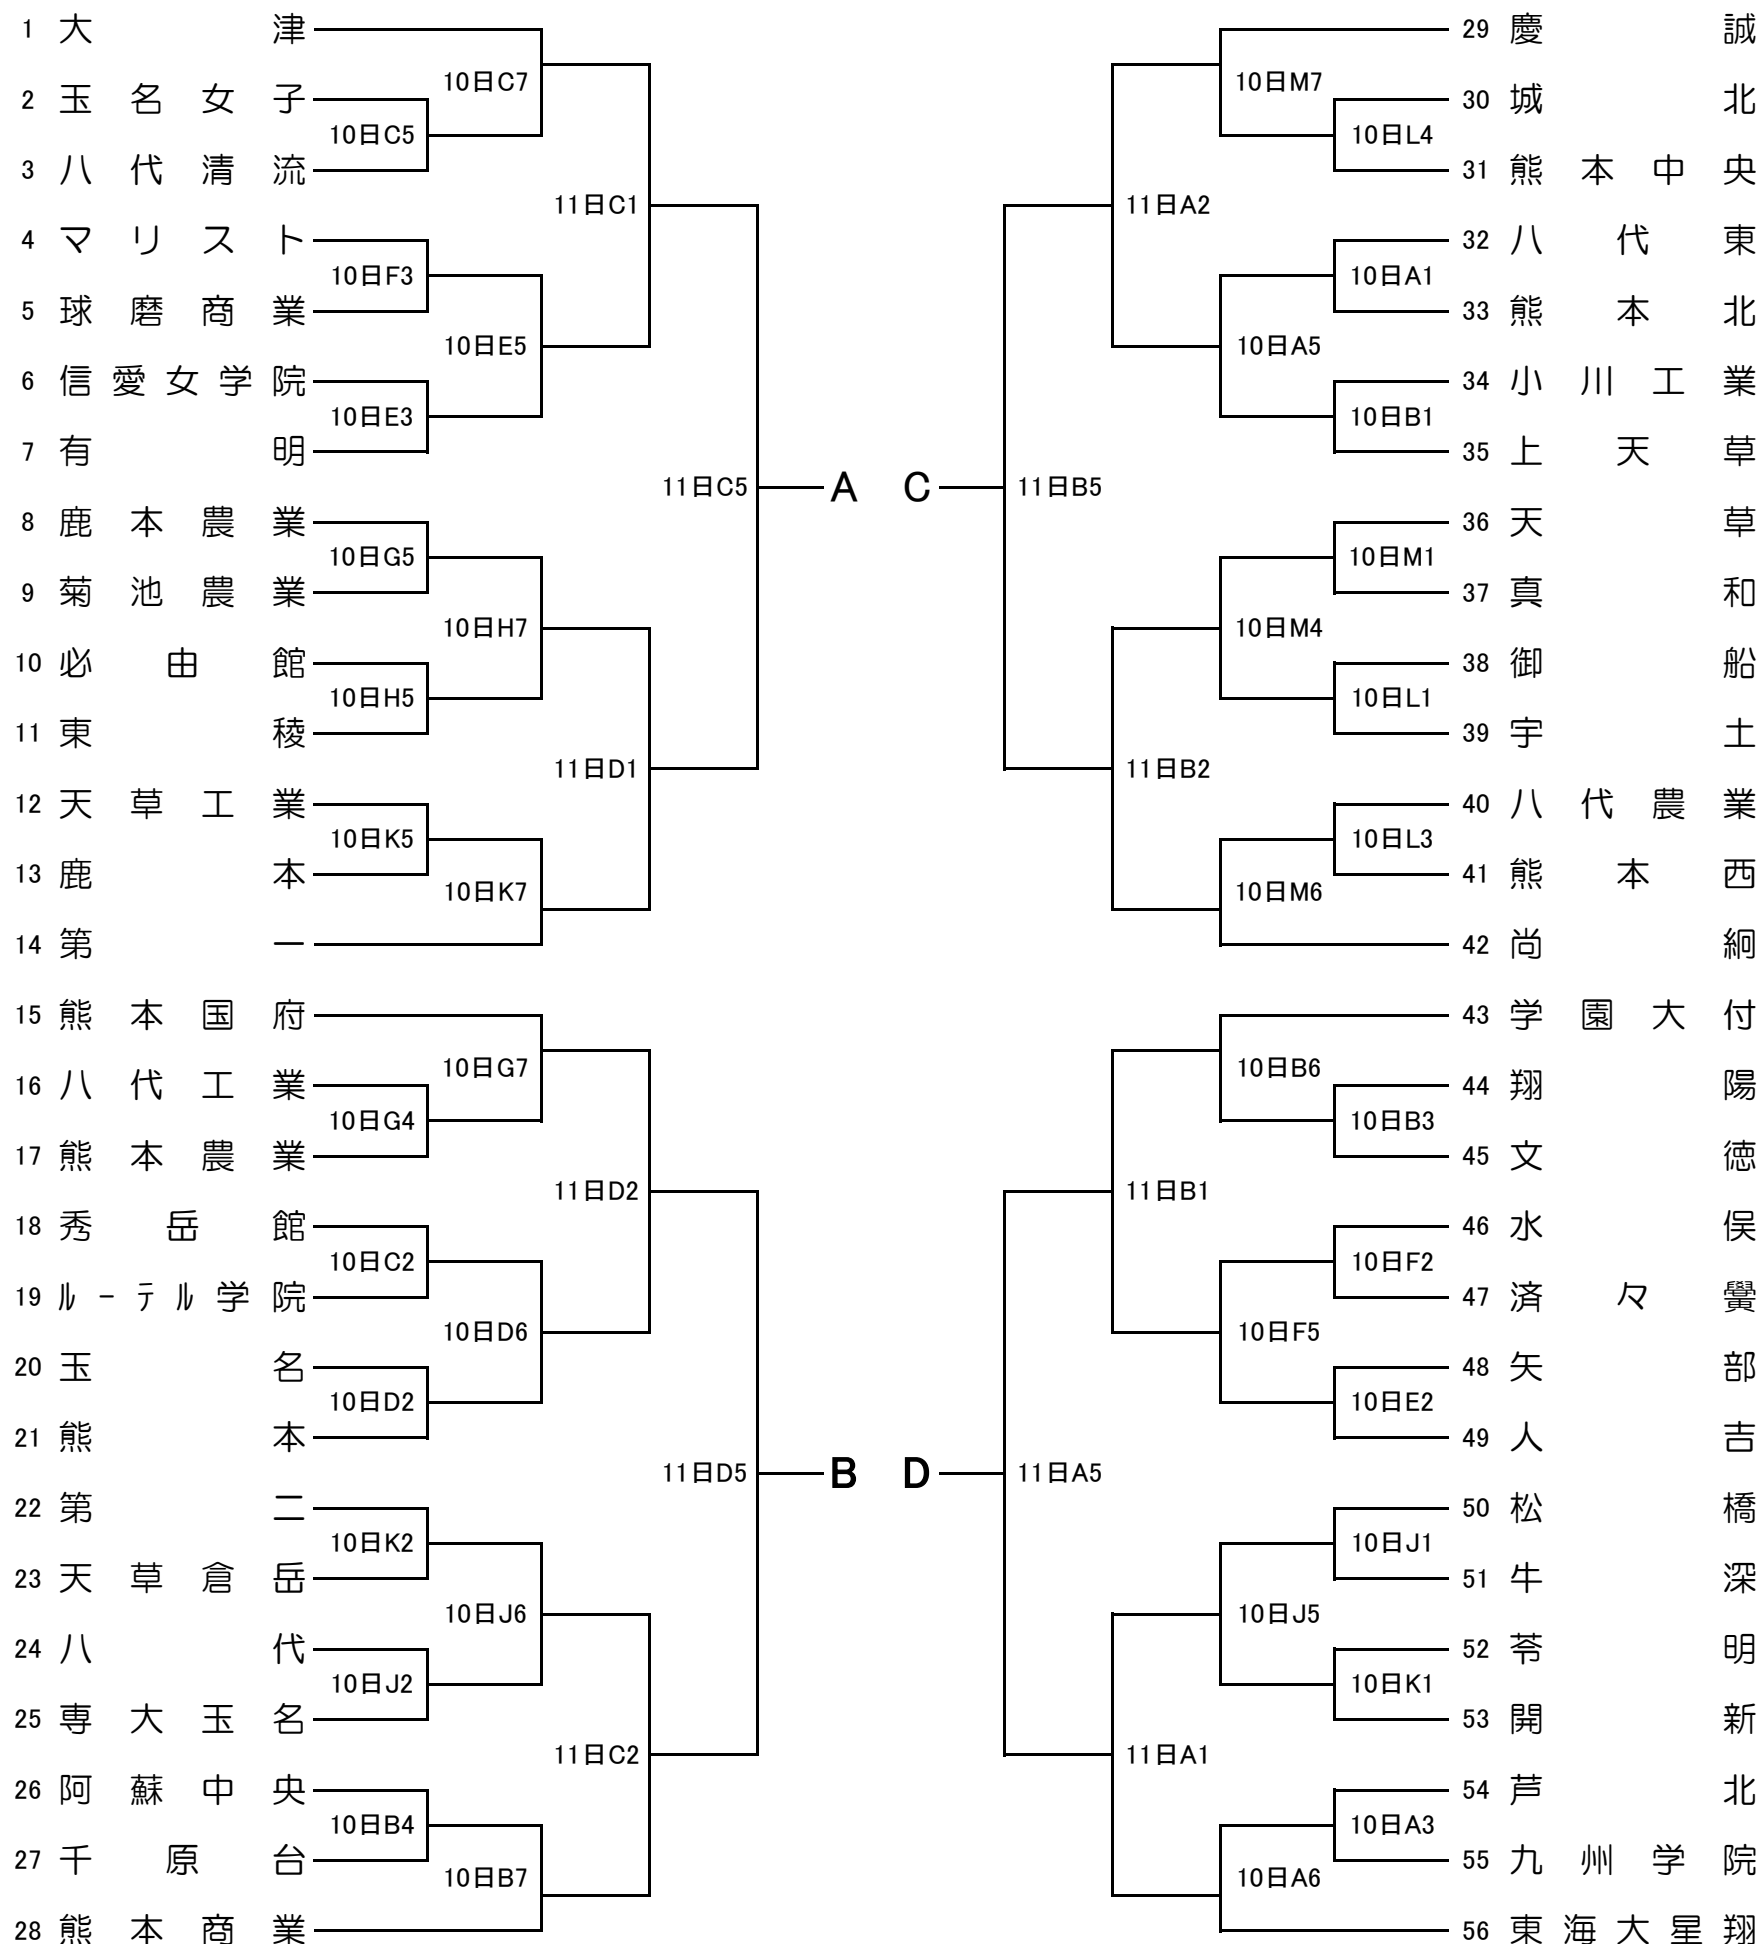 1 大津
10日C7
2 玉名女子
10日C5
3 八代清流
11日C1
4 マリスト
10日F3
5 球磨商業
10日E5
6 信愛女学院
10日E3
7 有明
11日C5
A
8 鹿本農業
10日G5
9 菊池農業
10日H7
10 必由館
10日H5
11 東稜
11日D1
12 天草工業
10日K5
13 鹿本
10日K7
14 第一
15 熊本国府
10日G7
16 八代工業
10日G4
17 熊本農業
11日D2
18 秀岳館
10日C2
19 ﾙｰﾃﾙ学院
10日D6
20 玉名
10日D2
21 熊本
11日D5
B
22 第二
10日K2
23 天草倉岳
10日J6
24 八代
10日J2
25 専大玉名
11日C2
26 阿蘇中央
10日B4
27 千原台
10日B7
28 熊本商業
29 慶誠
10日M7
30 城北
10日L4
31 熊本中央
11日A2
32 八代東
10日A1
33 熊本北
10日A5
34 小川工業
10日B1
35 上天草
C
11日B5
36 天草
10日M1
37 真和
10日M4
38 御船
10日L1
39 宇土
11日B2
40 八代農業
10日L3
41 熊本西
10日M6
42 尚絅
43 学園大付
10日B6
44 翔陽
10日B3
45 文徳
11日B1
46 水俣
10日F2
47 済々黌
10日F5
48 矢部
10日E2
49 人吉
D
11日A5
50 松橋
10日J1
51 牛深
10日J5
52 苓明
10日K1
53 開新
11日A1
54 芦北
10日A3
55 九州学院
10日A6
56 東海大星翔